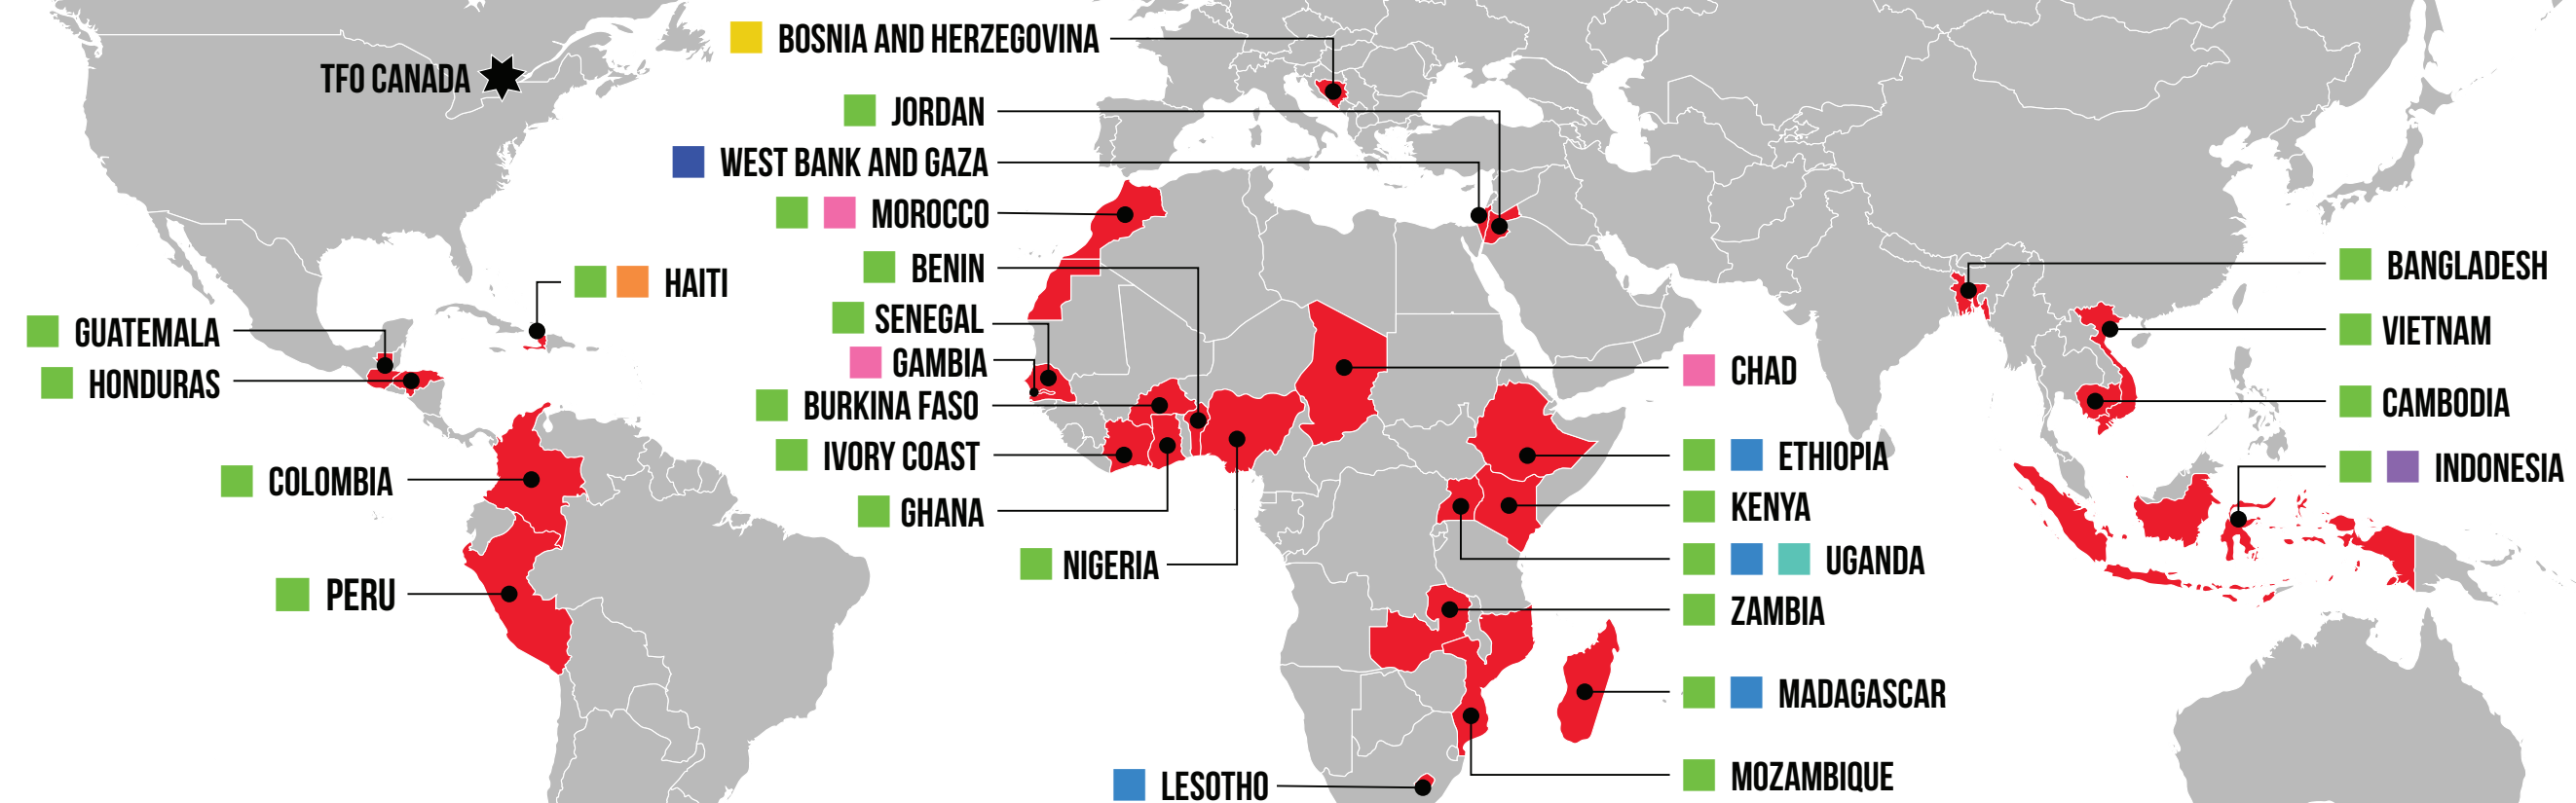 TFO CANADA
GUATEMALA
HONDURAS
HAITI
COLOMBIA
PERU
BOSNIA AND HERZEGOVINA
JORDAN
WEST BANK AND GAZA
MOROCCO
BENIN
SENEGAL
GAMBIA
BURKINA FASO
IVORY COAST
GHANA
NIGERIA
LESOTHO
CHAD
ETHIOPIA
KENYA
UGANDA
ZAMBIA
MADAGASCAR
MOZAMBIQUE
BANGLADESH
VIETNAM
CAMBODIA
INDONESIA